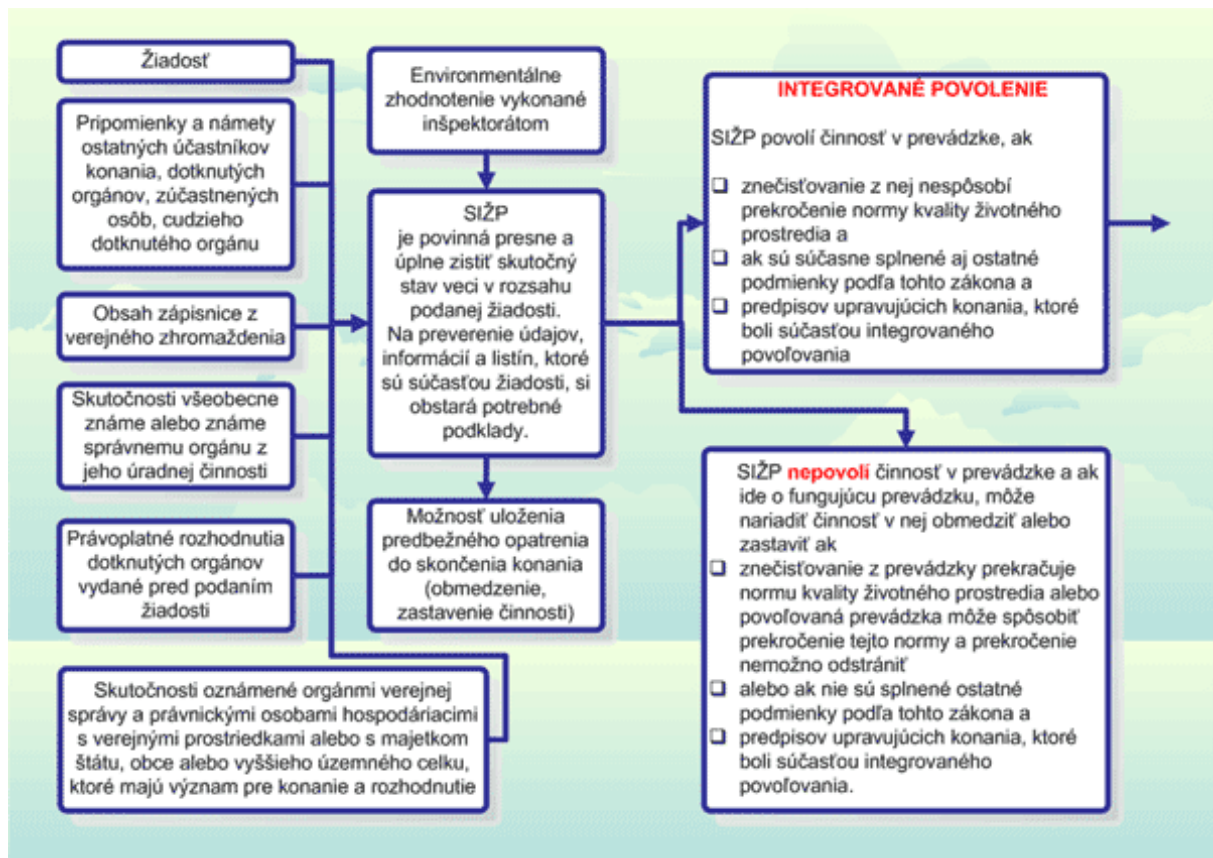 Žiadosť
Pripomienky a námety
ostatných účastníkov
konania, dotknutých
orgánov, zúčastnených
osôb, cudzieho
dotknutého orgánu
Obsah zápisnice z
verejného zhromaždenia
Skutočnosti všeobecne
známe alebo známe
správnemu orgánu z
jeho úradnej činnosti
Právoplatné rozhodnutia
dotknutých orgánov
vydané pred podaním
žiadosti
Skutočnosti oznámené orgánmi verejnej
správy a právnickými osobami hospodáriacimi
s verejnými prostriedkami alebo s majetkom
štátu, obce alebo vyššieho územného celku,
ktoré majú význam pre konanie a rozhodnutie
Environmentálne
zhodnotenie vykonané
inšpektorátom
SIŽP
je povinná presne a
úplne zistiť skutočný
stav veci v rozsahu
podanej žiadosti.
Na preverenie údajov,
informácií a listín, ktoré
sú súčasťou žiadosti, si
obstará potrebné
podklady.
Možnosť uloženia
predbežného opatrenia
do skončenia konania
(obmedzenie,
zastavenie činnosti)
INTEGROVANÉ POVOLENIE
SIŽP povolí činnosť v prevádzke, ak
❑ znečisťovanie z nej nespôsobí
prekročenie normy kvality životného
prostredia a
❑ ak sú súčasne splnené aj ostatné
podmienky podľa tohto zákona a
❑ predpisov upravujúcich konania, ktoré
boli súčasťou integrovaného
povoľovania
SIŽP nepovolí činnosť v prevádzke a ak
ide o fungujúcu prevádzku, môže
nariadiť činnosť v nej obmedziť alebo
zastaviť ak
❑ znečisťovanie z prevádzky prekračuje
normu kvality životného prostredia alebo
povoľovaná prevádzka môže spôsobiť
prekročenie tejto normy a prekročenie
nemožno odstrániť
❑ alebo ak nie sú splnené ostatné
podmienky podľa tohto zákona a
❑ predpisov upravujúcich konania, ktoré
boli súčasťou integrovaného
povoľovania.